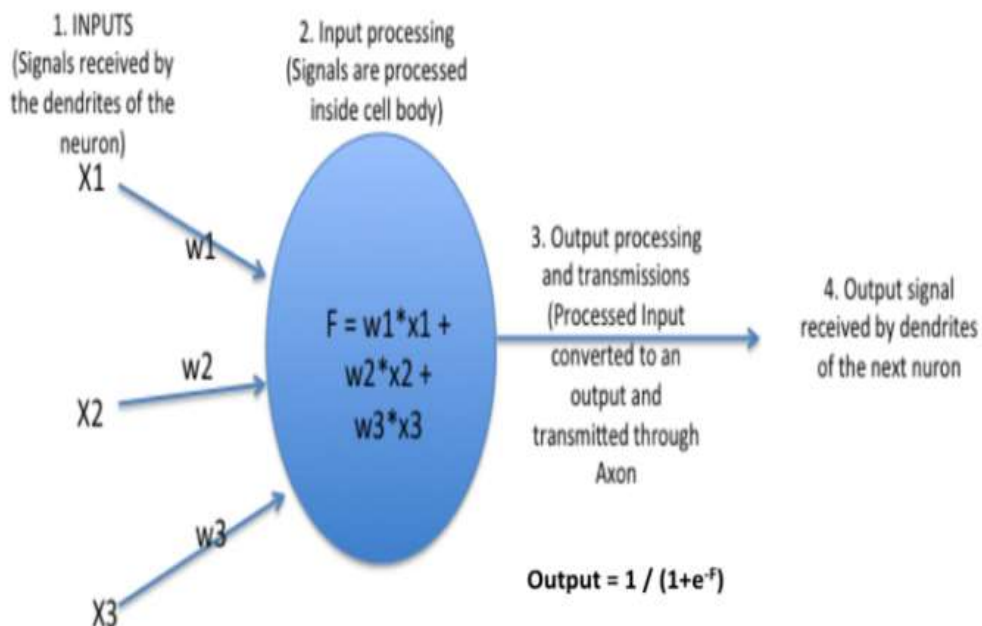 1. INPUTS
(Signals received by
the dendrites of the
neuron)
X1
w1
w2
X2
w3
X3
2. Input processing
(Signals are processed
inside cell body)
F = w1*x1 +
w2*x2 +
w3*x3
3. Output processing
and transmissions
(Processed Input
converted to an
output and
transmitted through
Axon
Output = 1 / (1+e⁻ᶠ)
4. Output signal
received by dendrites
of the next nuron